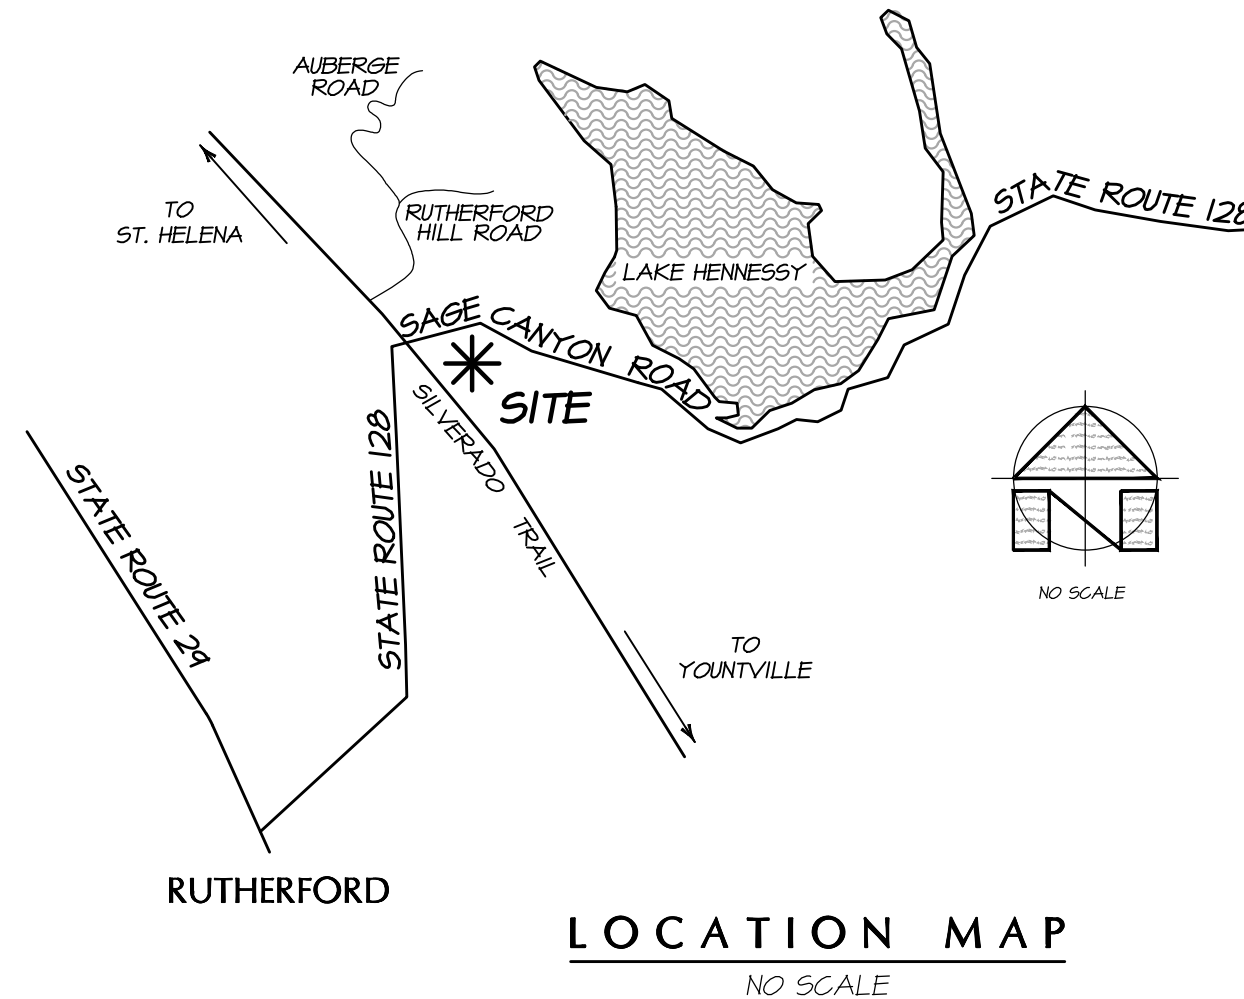 AUBERGE
ROAD
TO
ST. HELENA
RUTHERFORD
HILL ROAD
STATE ROUTE 128
LAKE HENNESSY
SAGE CANYON ROAD
SITE
SILVERADO TRAIL
STATE ROUTE 128
STATE ROUTE 29
N
NO SCALE
TO
YOUNTVILLE
RUTHERFORD
LOCATION MAP
NO SCALE